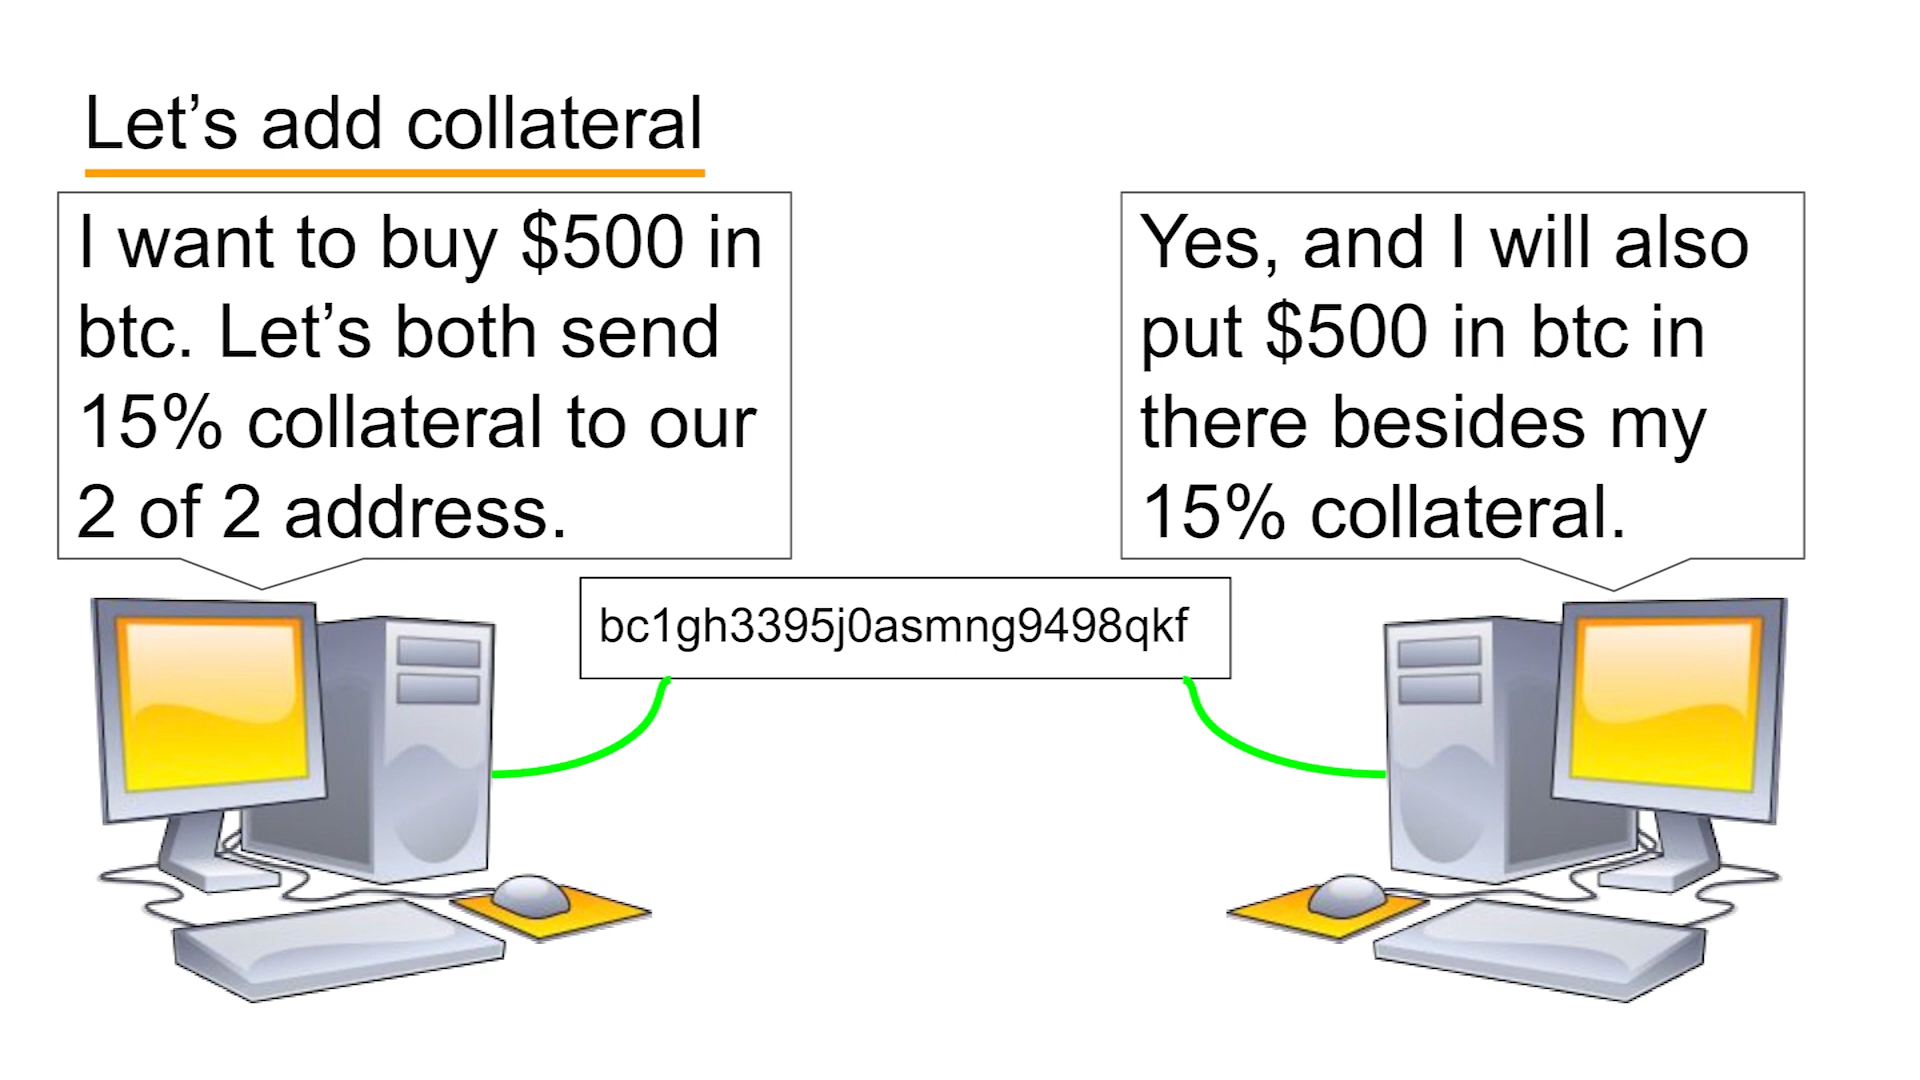 Let’s add collateral
I want to buy $500 in
btc. Let’s both send
15% collateral to our
2 of 2 address.
Yes, and I will also
put $500 in btc in
there besides my
15% collateral.
bc1gh3395j0asmng9498qkf